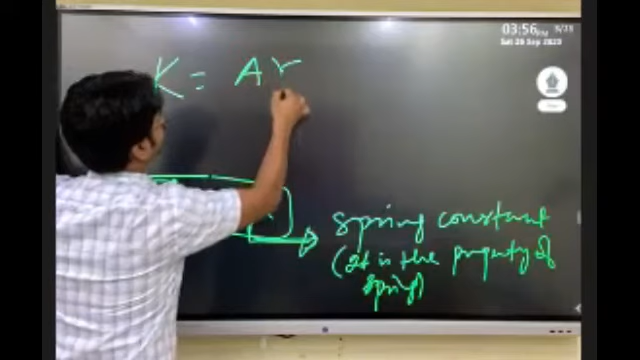 03:56
Sat 26 Sep 2020
K = AY
spring constant
(It is the property of
spring)